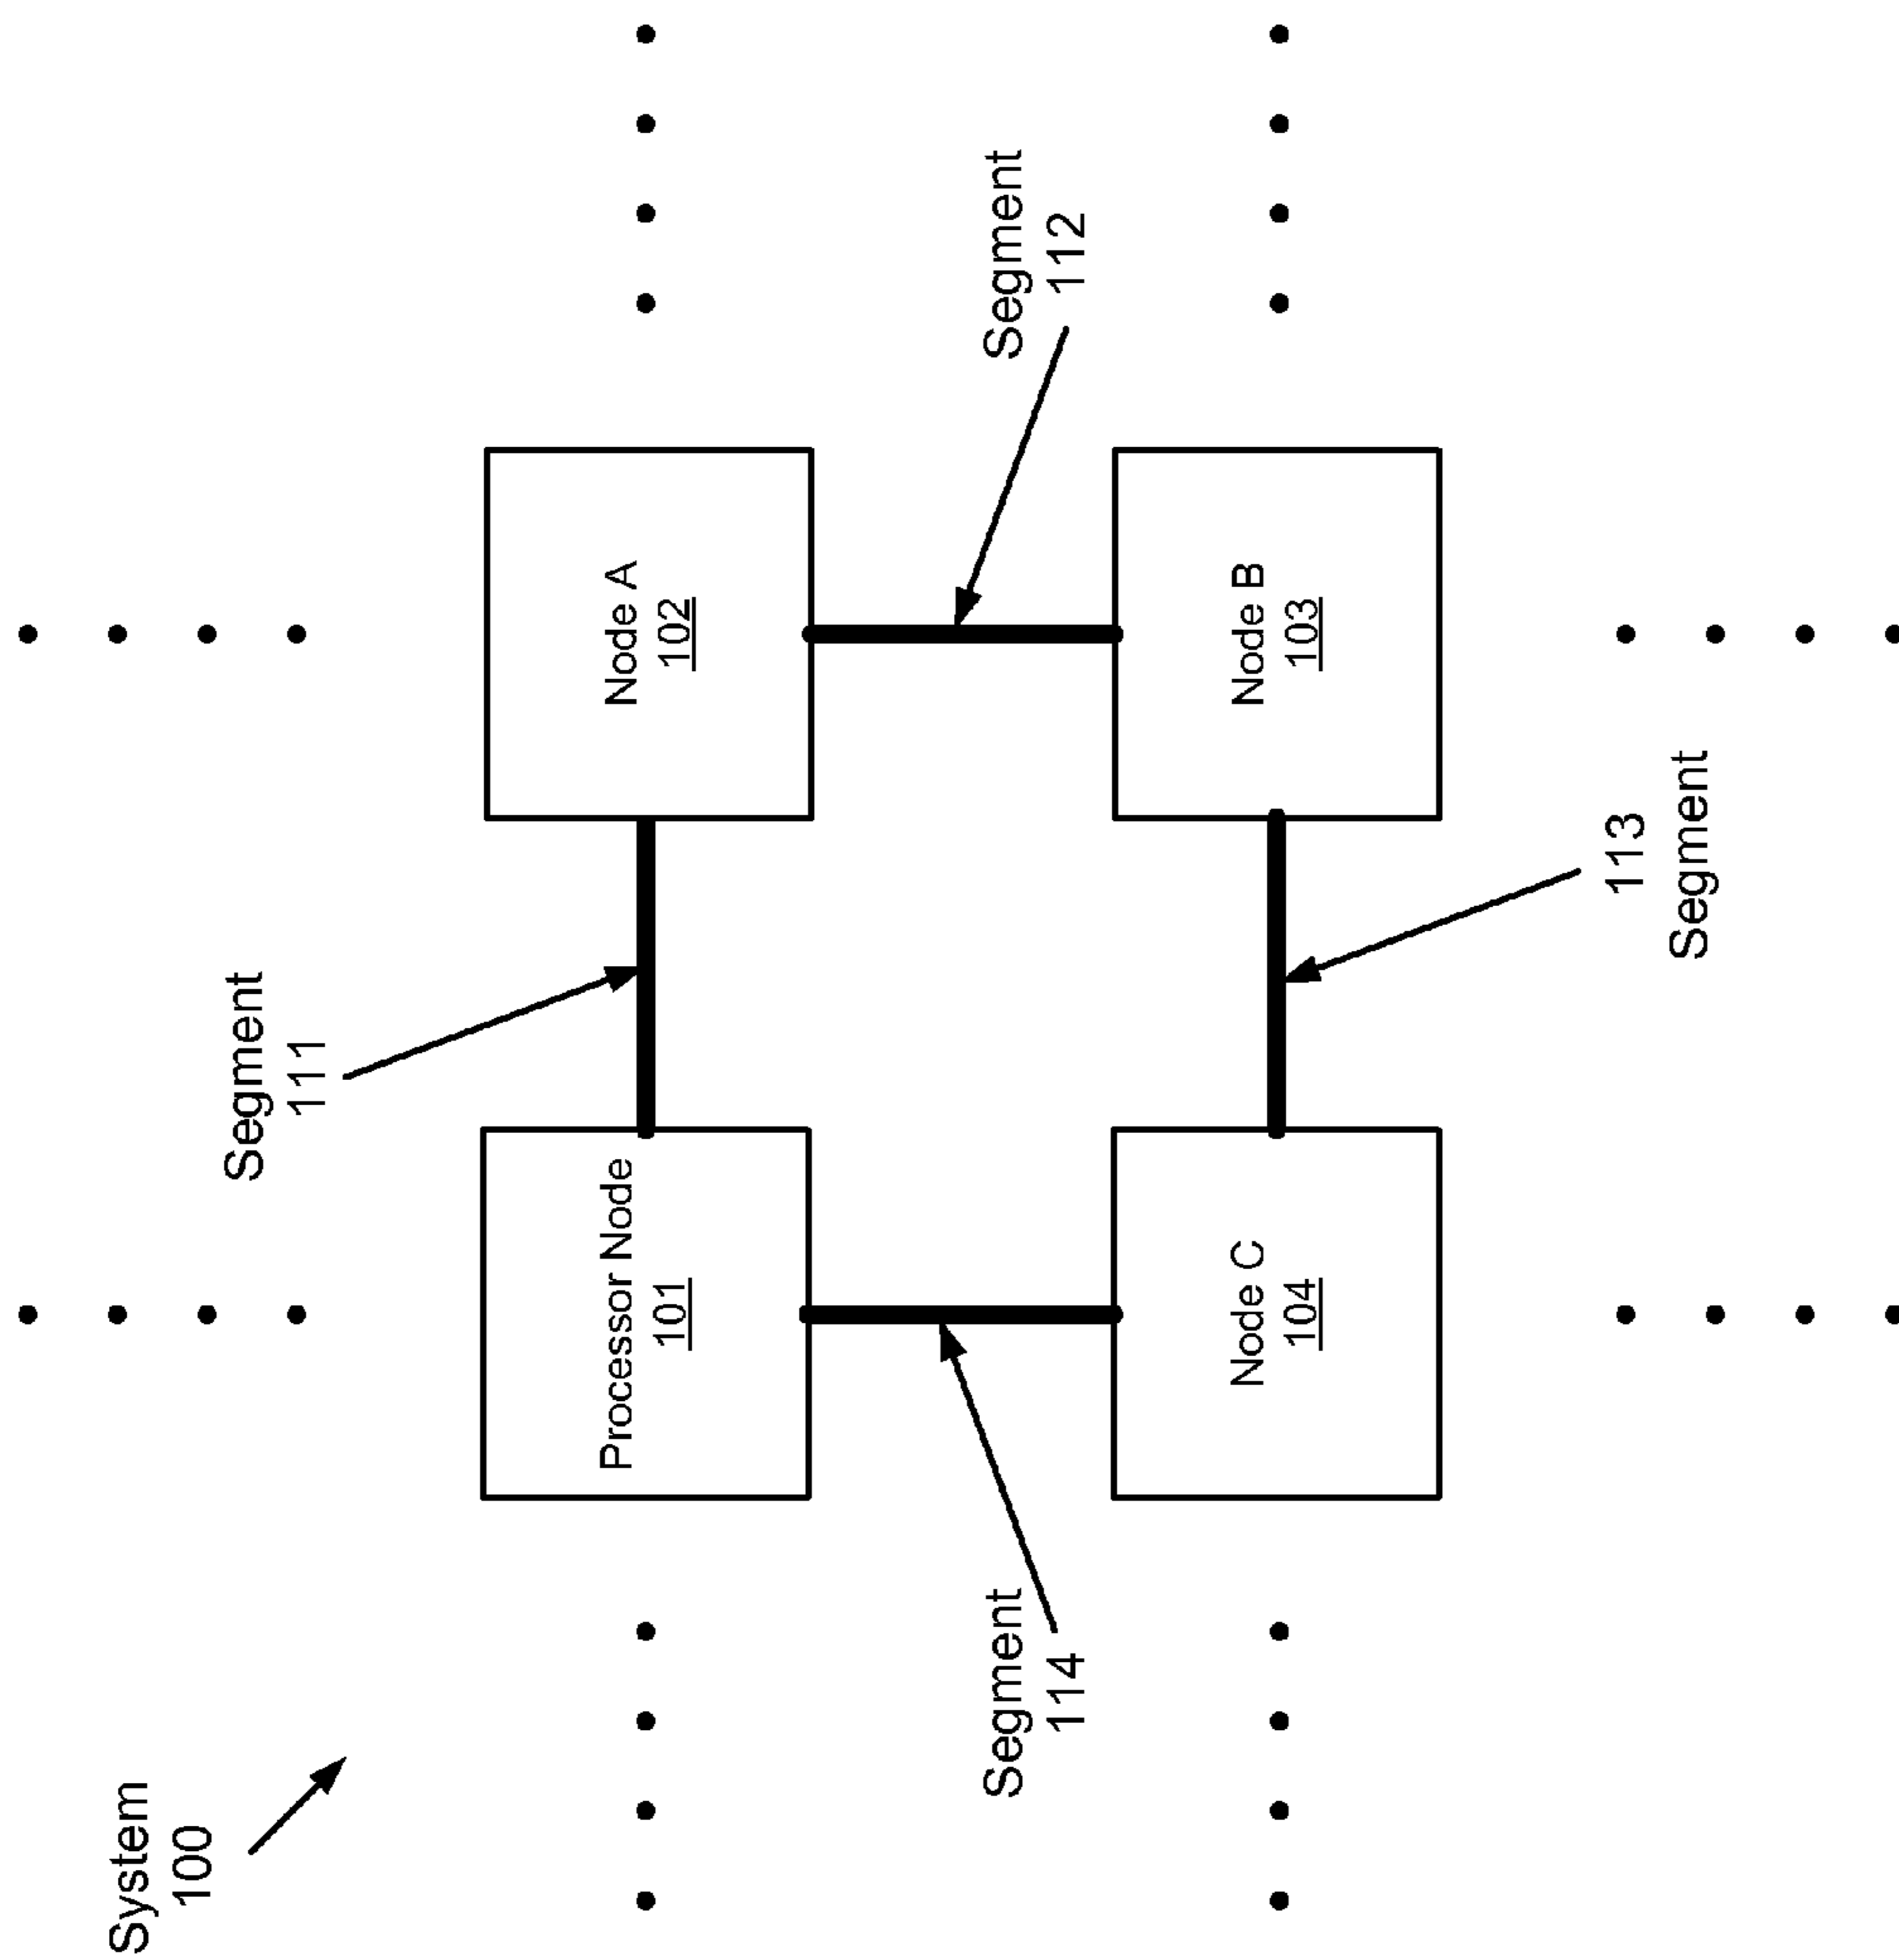 System
100
Segment
111
Processor Node
101
Node A
102
Segment
114
Segment
112
Node C
104
Node B
103
113
Segment